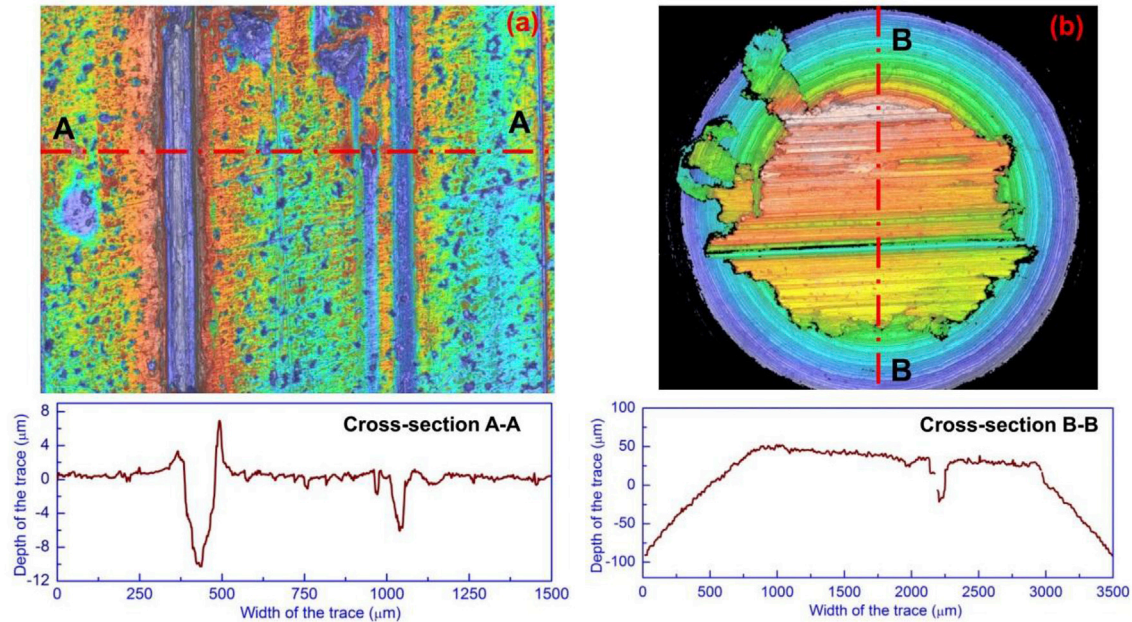 (a)
A A
(b)
B
B
Cross-section A-A
Depth of the trace (μm)
8
4
0
-4
-8
-12
0 250 500 750 1000 1250 1500
Width of the trace (μm)
Cross-section B-B
Depth of the trace (μm)
100
50
0
-50
-100
0 500 1000 1500 2000 2500 3000 3500
Width of the trace (μm)